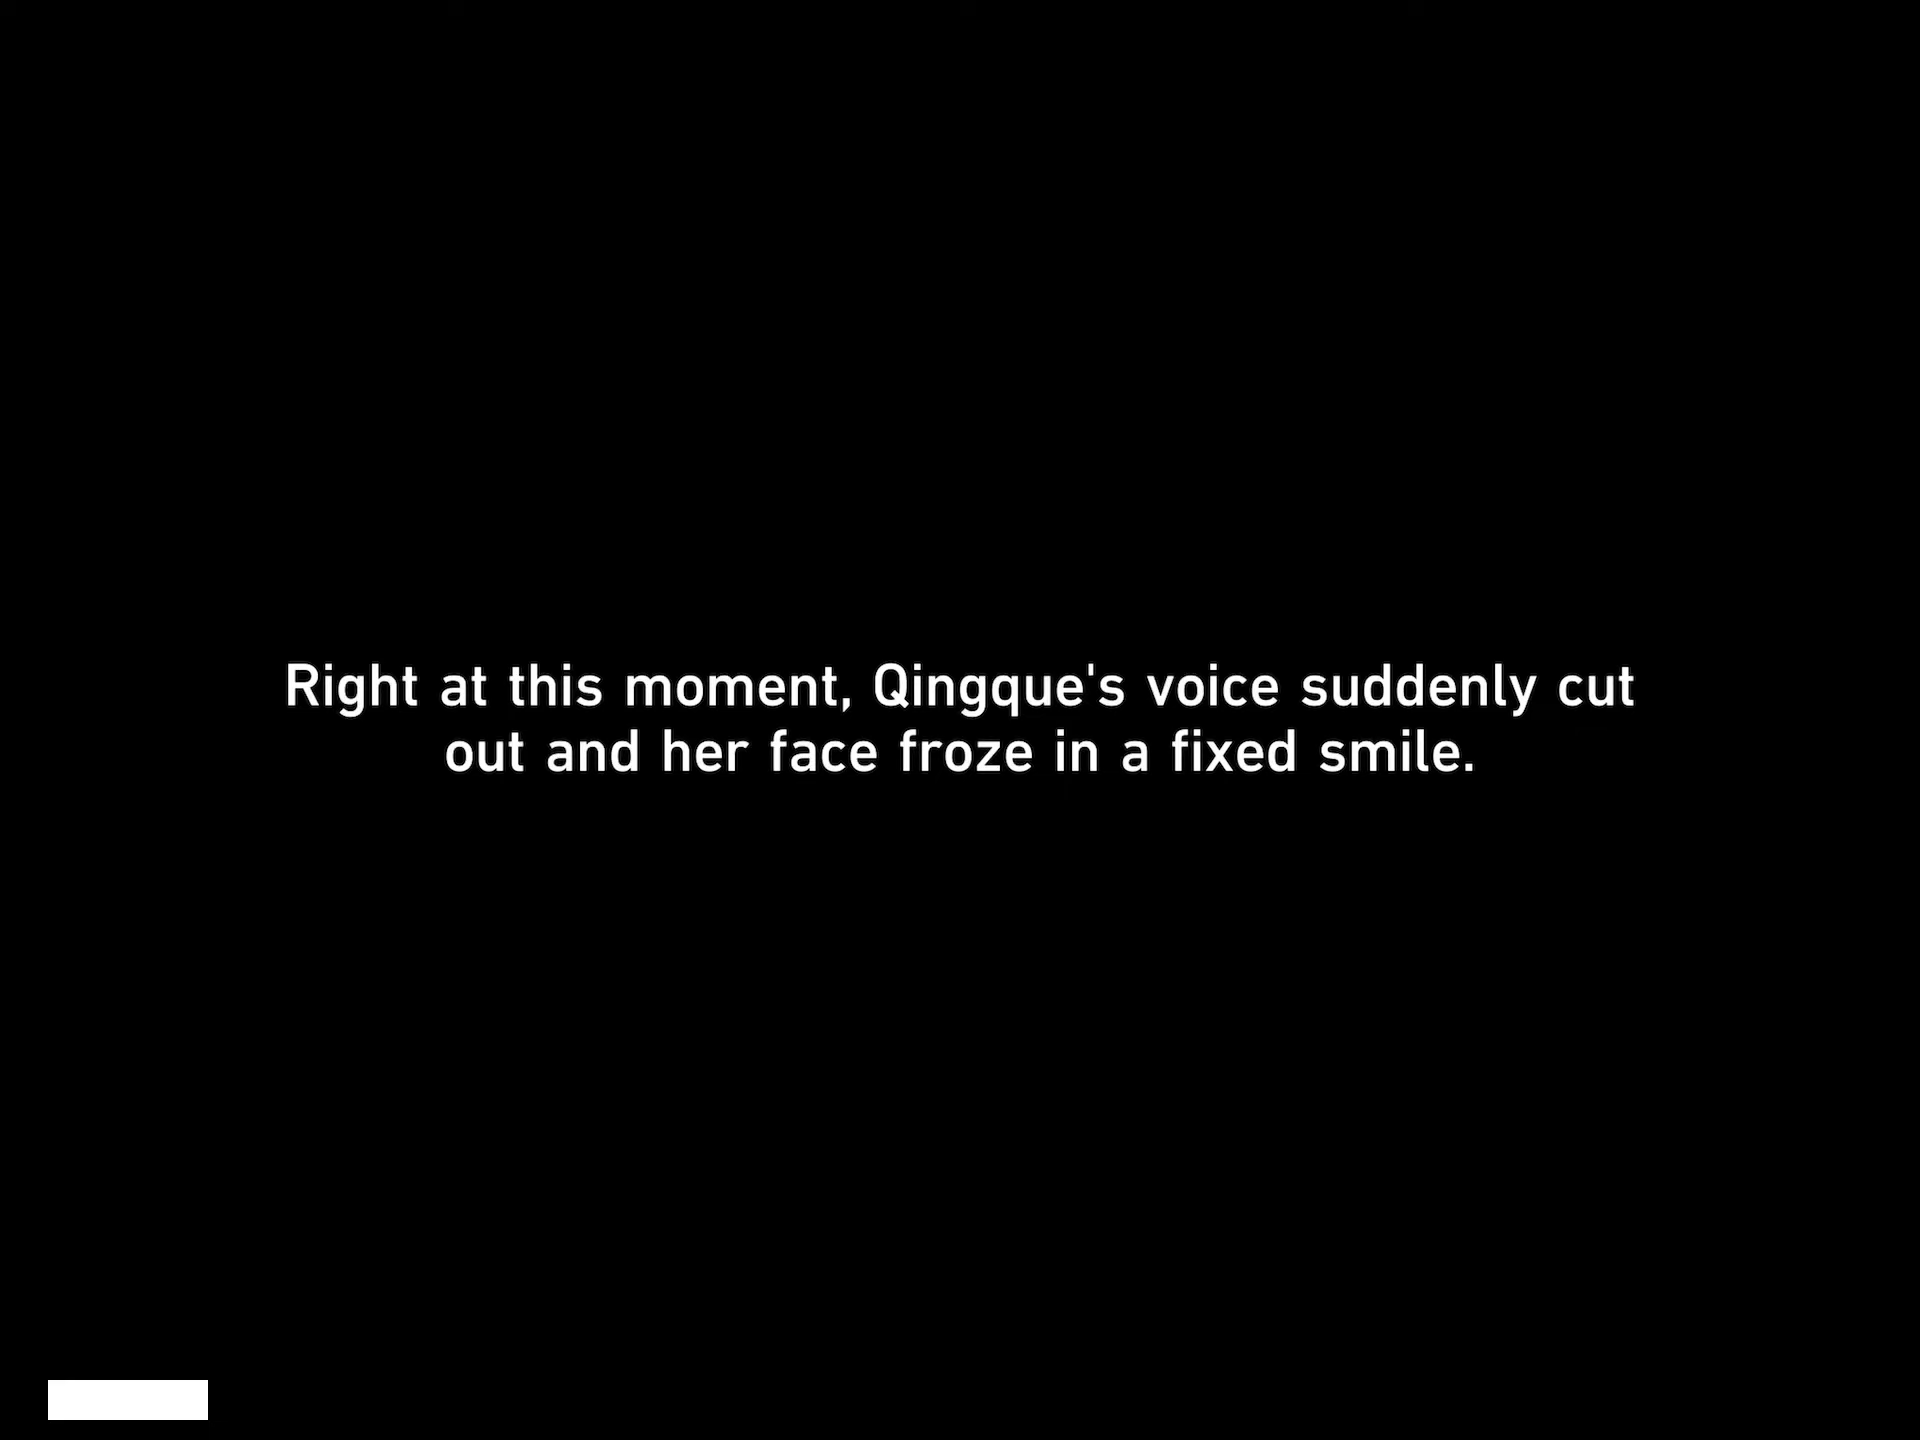 Right at this moment, Qingque's voice suddenly cut
out and her face froze in a fixed smile.